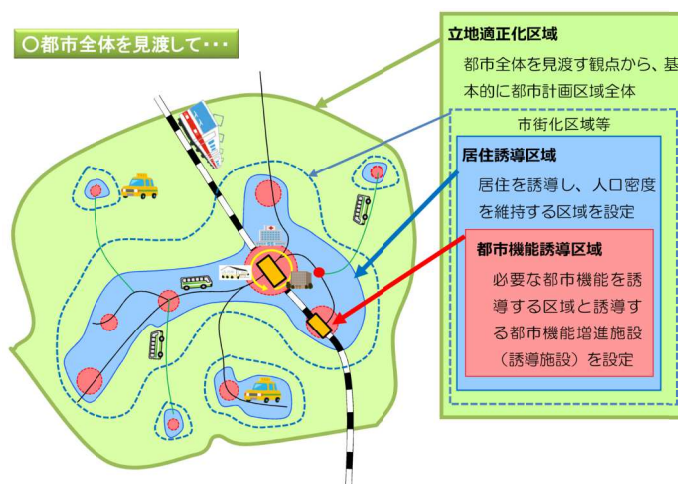 〇都市全体を見渡して・・・
立地適正化区域
都市全体を見渡す観点から、基
本的に都市計画区域全体
市街化区域等
居住誘導区域
居住を誘導し、人口密度
を維持する区域を設定
都市機能誘導区域
必要な都市機能を誘
導する区域と誘導す
る都市機能増進施設
（誘導施設）を設定